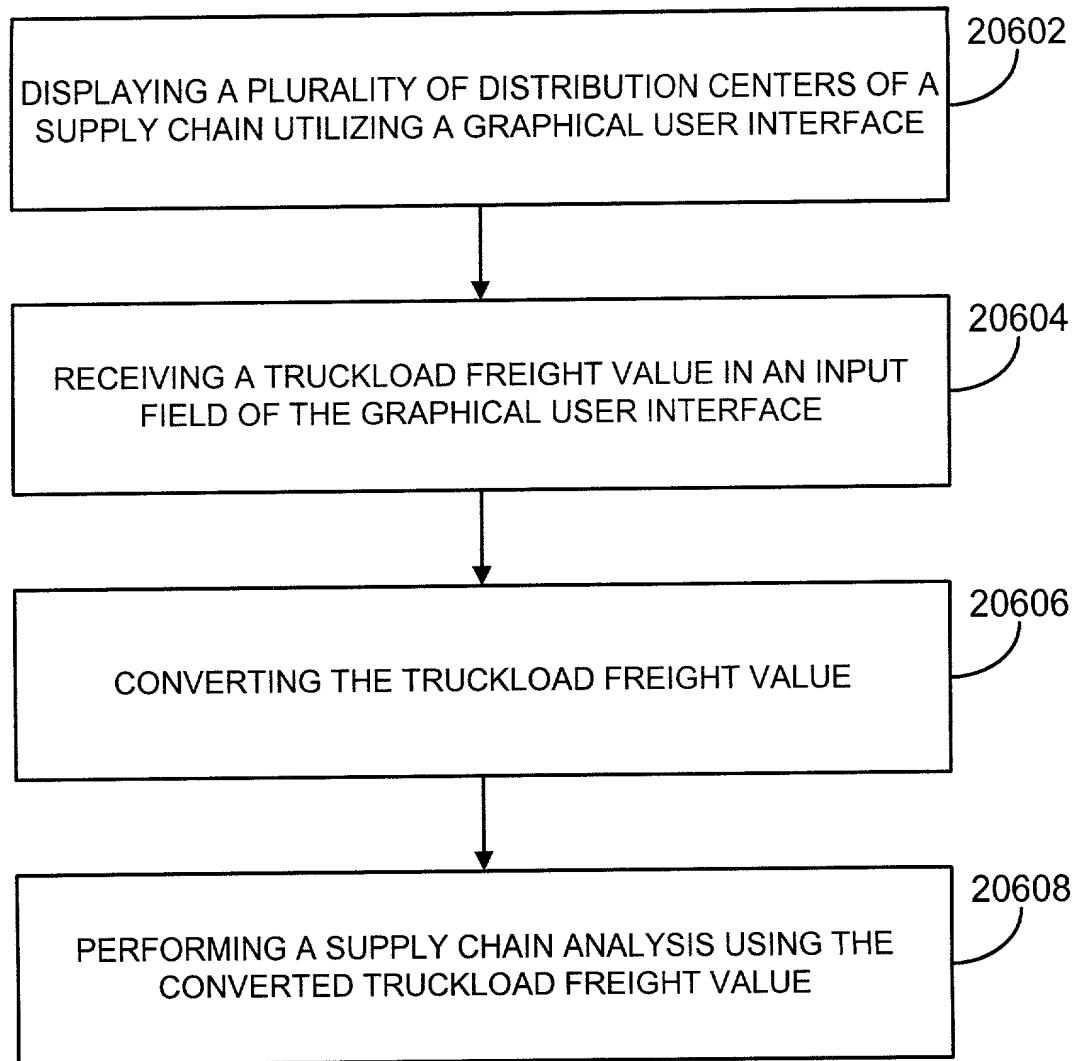 20602
DISPLAYING A PLURALITY OF DISTRIBUTION CENTERS OF A
SUPPLY CHAIN UTILIZING A GRAPHICAL USER INTERFACE
20604
RECEIVING A TRUCKLOAD FREIGHT VALUE IN AN INPUT
FIELD OF THE GRAPHICAL USER INTERFACE
20606
CONVERTING THE TRUCKLOAD FREIGHT VALUE
20608
PERFORMING A SUPPLY CHAIN ANALYSIS USING THE
CONVERTED TRUCKLOAD FREIGHT VALUE